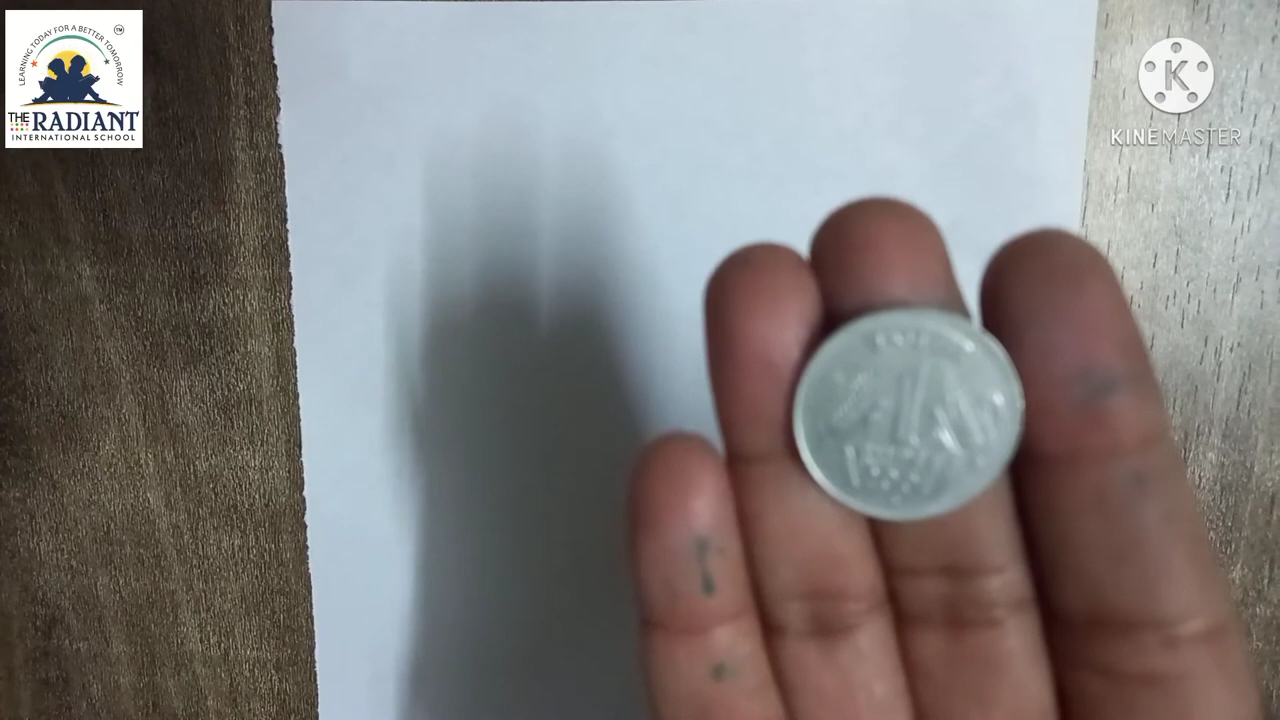 LEARNING TODAY FOR A BETTER TOMORROW
TM
THE RADIANT
INTERNATIONAL SCHOOL
K
KINEMASTER